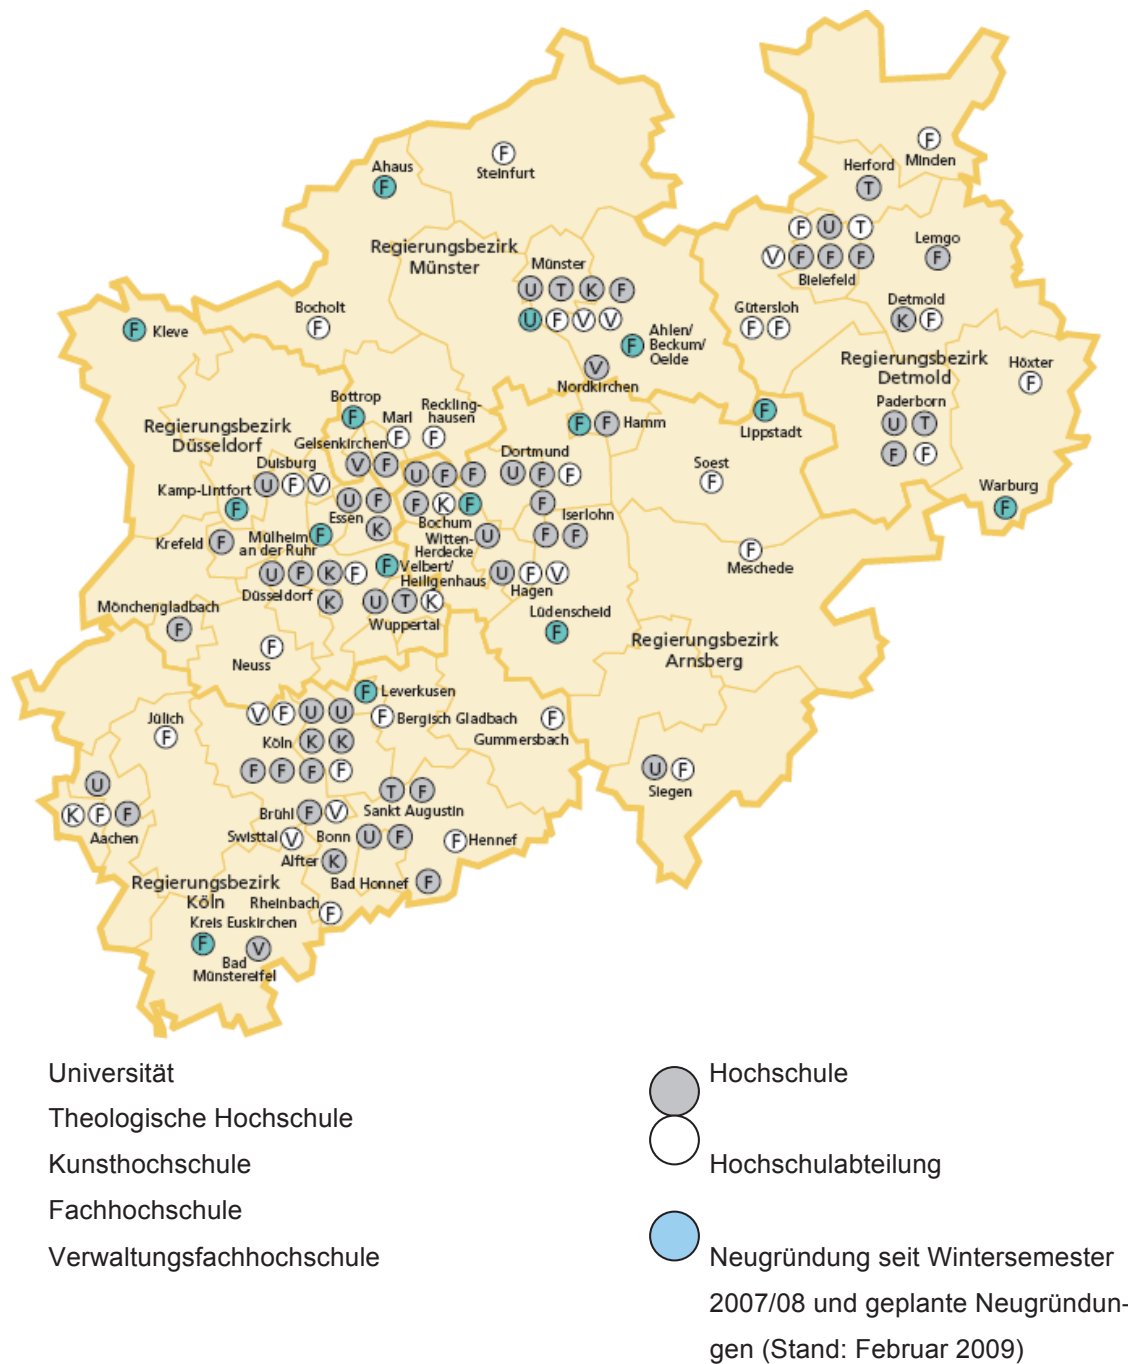 F
Minden
F
Steinfurt
Ahaus
F
Herford
T
F U T
V F F F
Bielefeld
Lemgo
F
Regierungsbezirk
Münster
Münster
U T K F
U F V V
Detmold
K F
Gütersloh
F F
Bocholt
F
F Kleve
Ahlen/
Beckum/
Oelde
F
V
Nordkirchen
Regierungsbezirk
Detmold
Höxter
F
Bottrop
F
Marl
F
Reckling-
hausen
F
F F Hamm
F
Lippstadt
Paderborn
U T
F F
Regierungsbezirk
Düsseldorf
Gelsenkirchen
V F
Dortmund
U F F
F
Soest
F
Duisburg
U F V
U F F
F K F
Bochum
Kamp-Lintfort
F
U F
Essen
K
Iserlohn
F F
Warburg
F
Krefeld F
Mülheim
an der Ruhr
F
Witten-
Herdecke
U
F
Meschede
U F K F
Düsseldorf
K
F Velbert/
Heiligenhaus
U F V
Hagen
Mönchengladbach
F
U T K
Wuppertal
Lüdenscheid
F
Regierungsbezirk
Arnsberg
F
Neuss
F Leverkusen
V F U U
Köln K K
F F F F
F Bergisch Gladbach
F
Gummersbach
Jülich
F
U F
Siegen
U
K F F
Aachen
T F
Sankt Augustin
Brühl F V
Swisttal V
Bonn U F
F Hennef
Alfter K
Bad Honnef F
Regierungsbezirk
Köln
Rheinbach
F
Kreis Euskirchen
F
V
Bad
Münstereifel
Universität
Theologische Hochschule
Kunsthochschule
Fachhochschule
Verwaltungsfachhochschule
Hochschule
Hochschulabteilung
Neugründung seit Wintersemester
2007/08 und geplante Neugründun-
gen (Stand: Februar 2009)